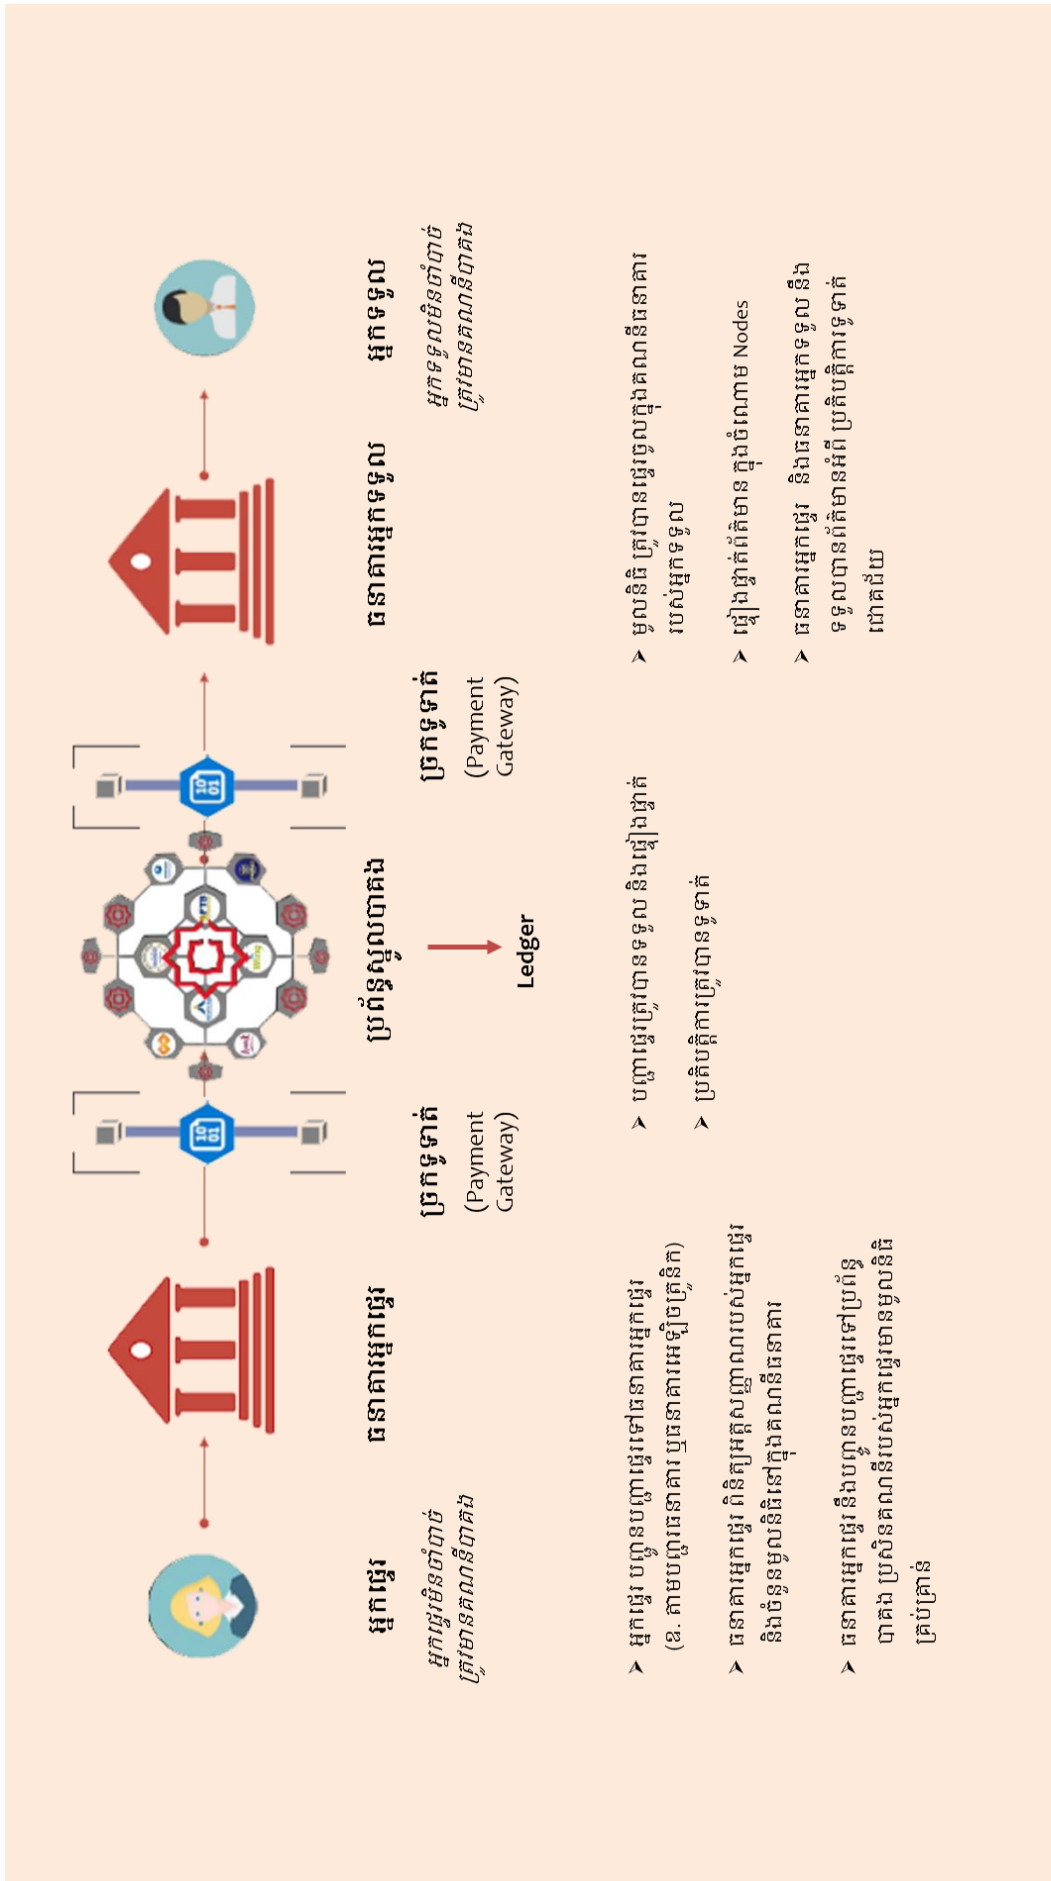 អ្នកផ្ញើរ
អ្នកផ្ញើរមិនចាំបាច់
ត្រូវមានគណនីបាគង
ធនាគារអ្នកផ្ញើរ
ច្រកទូទាត់
(Payment
Gateway)
ប្រព័ន្ធស្នូលបាគង
Ledger
ច្រកទូទាត់
(Payment
Gateway)
ធនាគារអ្នកទទួល
អ្នកទទួល
អ្នកទទួលមិនចាំបាច់
ត្រូវមានគណនីបាគង
➤ អ្នកផ្ញើរ បញ្ជូនបញ្ជាផ្ញើរទៅធនាគារអ្នកផ្ញើរ
(ឧ. តាមបញ្ជរធនាគារ ឬធនាគារអេឡិចត្រូនិក)
➤ ធនាគារអ្នកផ្ញើរ ពិនិត្យអត្តសញ្ញាណរបស់អ្នកផ្ញើរ
និងចំនួនមូលនិធិនៅក្នុងគណនីធនាគារ
➤ ធនាគារអ្នកផ្ញើរ នឹងបញ្ជូនបញ្ជាផ្ញើរទៅប្រព័ន្ធ
បាគង ប្រសិនគណនីរបស់អ្នកផ្ញើរមានមូលនិធិ
គ្រប់គ្រាន់
➤ បញ្ជាផ្ញើរត្រូវបានទទួល និងផ្ទៀងផ្ទាត់
➤ ប្រតិបត្តិការត្រូវបានទូទាត់
➤ មូលនិធិ ត្រូវបានផ្ញើរចូលក្នុងគណនីធនាគារ
របស់អ្នកទទួល
➤ ផ្ទៀងផ្ទាត់ព័ត៌មាន ក្នុងចំណោម Nodes
➤ ធនាគារអ្នកផ្ញើរ និងធនាគារអ្នកទទួល នឹង
ទទួលបានព័ត៌មានអំពី ប្រតិបត្តិការទូទាត់
ជោគជ័យ